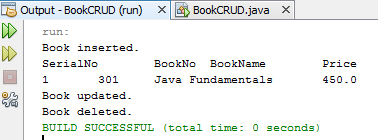 Output - BookCRUD (run)  BookCRUD.java
run:
Book inserted.
SerialNo        BookNo  BookName        Price
1       301     Java Fundamentals       450.0
Book updated.
Book deleted.
BUILD SUCCESSFUL (total time: 0 seconds)